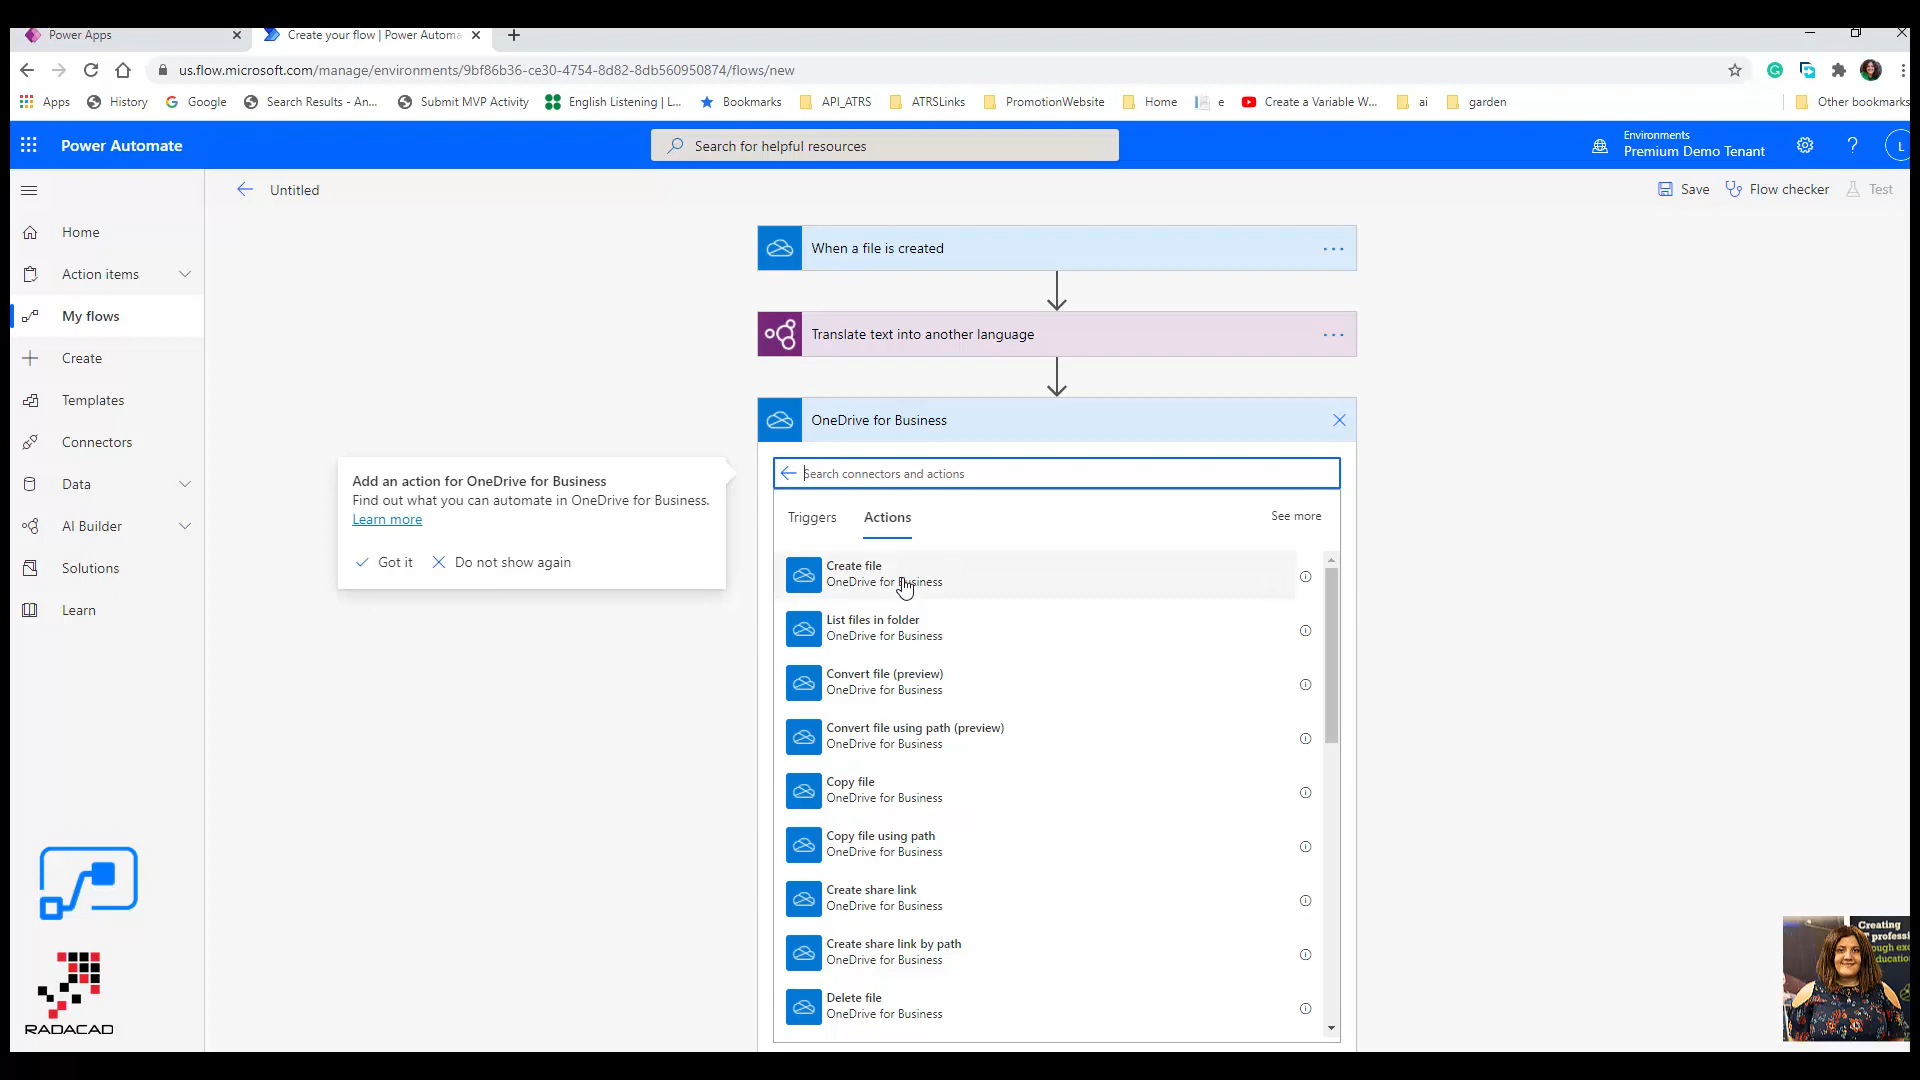 Power Apps
Create your flow | Power Automa
us.flow.microsoft.com/manage/environments/9bf86b36-ce30-4754-8d82-8db560950874/flows/new
Apps History Google Search Results - An... Submit MVP Activity English Listening | L... Bookmarks API_ATRS ATRSLinks PromotionWebsite Home e Create a Variable W... ai garden Other bookmarks
Power Automate
Search for helpful resources
Environments
Premium Demo Tenant
?
L
Untitled
Save Flow checker Test
Home
Action items
My flows
Create
Templates
Connectors
Data
AI Builder
Solutions
Learn
When a file is created
Translate text into another language
OneDrive for Business
Add an action for OneDrive for Business
Find out what you can automate in OneDrive for Business.
Learn more
Got it Do not show again
Search connectors and actions
Triggers Actions See more
Create file
OneDrive for Business
List files in folder
OneDrive for Business
Convert file (preview)
OneDrive for Business
Convert file using path (preview)
OneDrive for Business
Copy file
OneDrive for Business
Copy file using path
OneDrive for Business
Create share link
OneDrive for Business
Create share link by path
OneDrive for Business
Delete file
OneDrive for Business
RADACAD
Creating